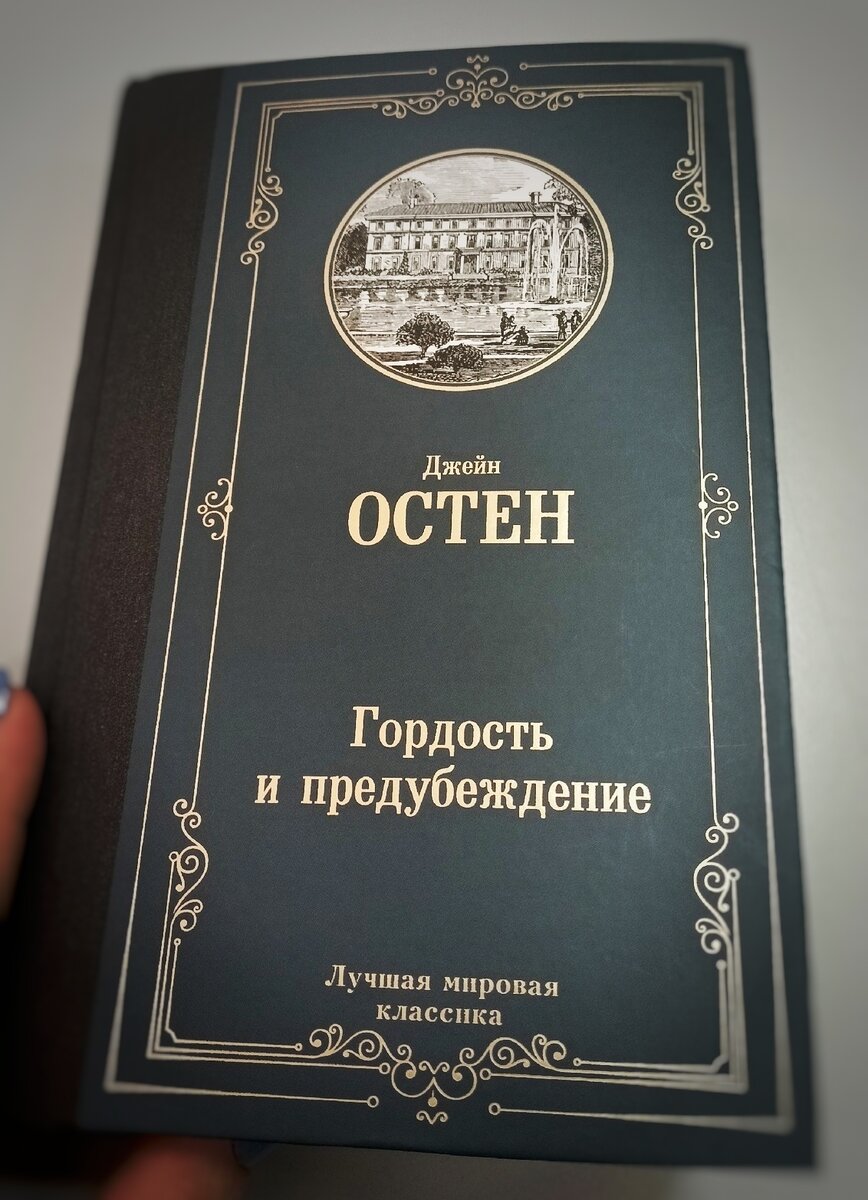 Джейн
ОСТЕН
Гордость
и предубеждение
Лучшая мировая
классика